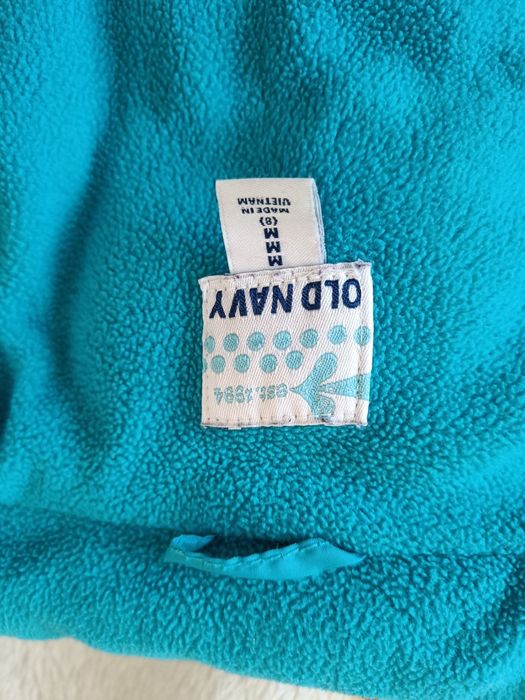 est. 1994
OLD NAVY
M M M
{8}
MADE IN
VIETNAM